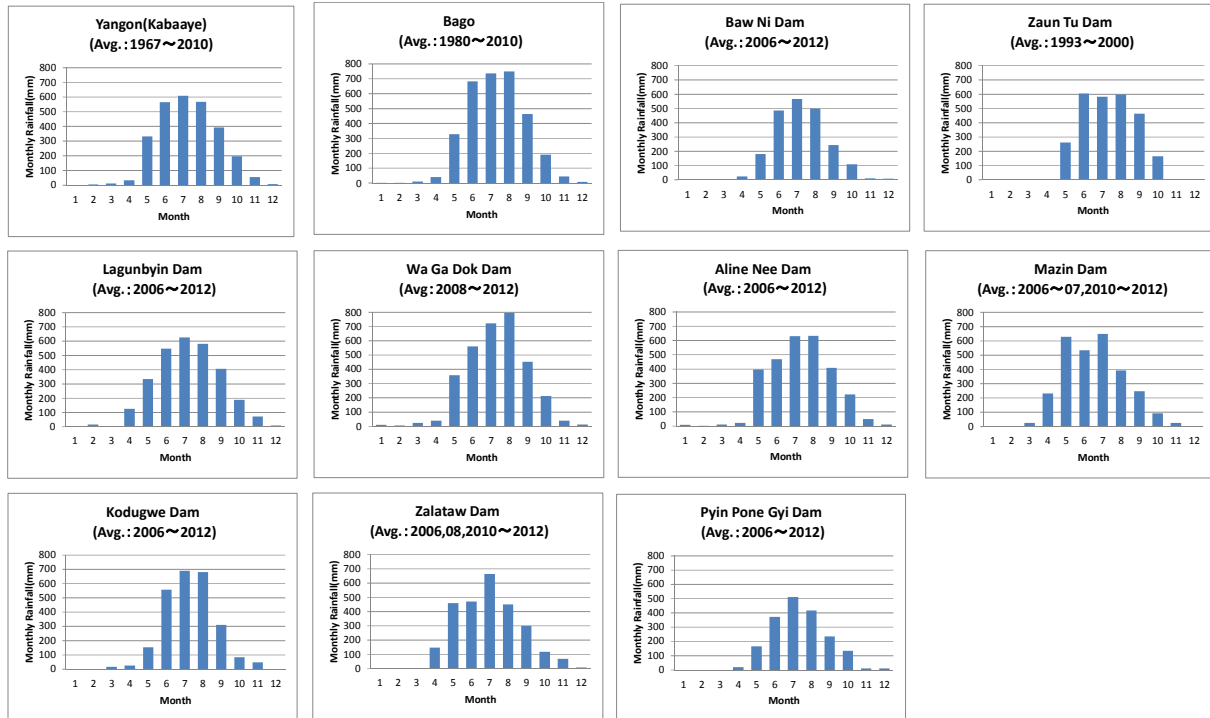 Yangon(Kabaaye)
(Avg.:1967～2010)
Monthly Rainfall(mm)
800
700
600
500
400
300
200
100
0
1 2 3 4 5 6 7 8 9 10 11 12
Month
Bago
(Avg.:1980～2010)
Monthly Rainfall(mm)
800
700
600
500
400
300
200
100
0
1 2 3 4 5 6 7 8 9 10 11 12
Month
Baw Ni Dam
(Avg.:2006～2012)
Monthly Rainfall(mm)
800
700
600
500
400
300
200
100
0
1 2 3 4 5 6 7 8 9 10 11 12
Month
Zaun Tu Dam
(Avg.:1993～2000)
Monthly Rainfall(mm)
800
700
600
500
400
300
200
100
0
1 2 3 4 5 6 7 8 9 10 11 12
Month
Lagunbyin Dam
(Avg.:2006～2012)
Monthly Rainfall(mm)
800
700
600
500
400
300
200
100
0
1 2 3 4 5 6 7 8 9 10 11 12
Month
Wa Ga Dok Dam
(Avg:2008～2012)
Monthly Rainfall(mm)
800
700
600
500
400
300
200
100
0
1 2 3 4 5 6 7 8 9 10 11 12
Month
Aline Nee Dam
(Avg.:2006～2012)
Monthly Rainfall(mm)
800
700
600
500
400
300
200
100
0
1 2 3 4 5 6 7 8 9 10 11 12
Month
Mazin Dam
(Avg.:2006～07,2010～2012)
Monthly Rainfall(mm)
800
700
600
500
400
300
200
100
0
1 2 3 4 5 6 7 8 9 10 11 12
Month
Kodugwe Dam
(Avg.:2006～2012)
Monthly Rainfall(mm)
800
700
600
500
400
300
200
100
0
1 2 3 4 5 6 7 8 9 10 11 12
Month
Zalataw Dam
(Avg.:2006,08,2010～2012)
Monthly Rainfall(mm)
800
700
600
500
400
300
200
100
0
1 2 3 4 5 6 7 8 9 10 11 12
Month
Pyin Pone Gyi Dam
(Avg.:2006～2012)
Monthly Rainfall(mm)
800
700
600
500
400
300
200
100
0
1 2 3 4 5 6 7 8 9 10 11 12
Month